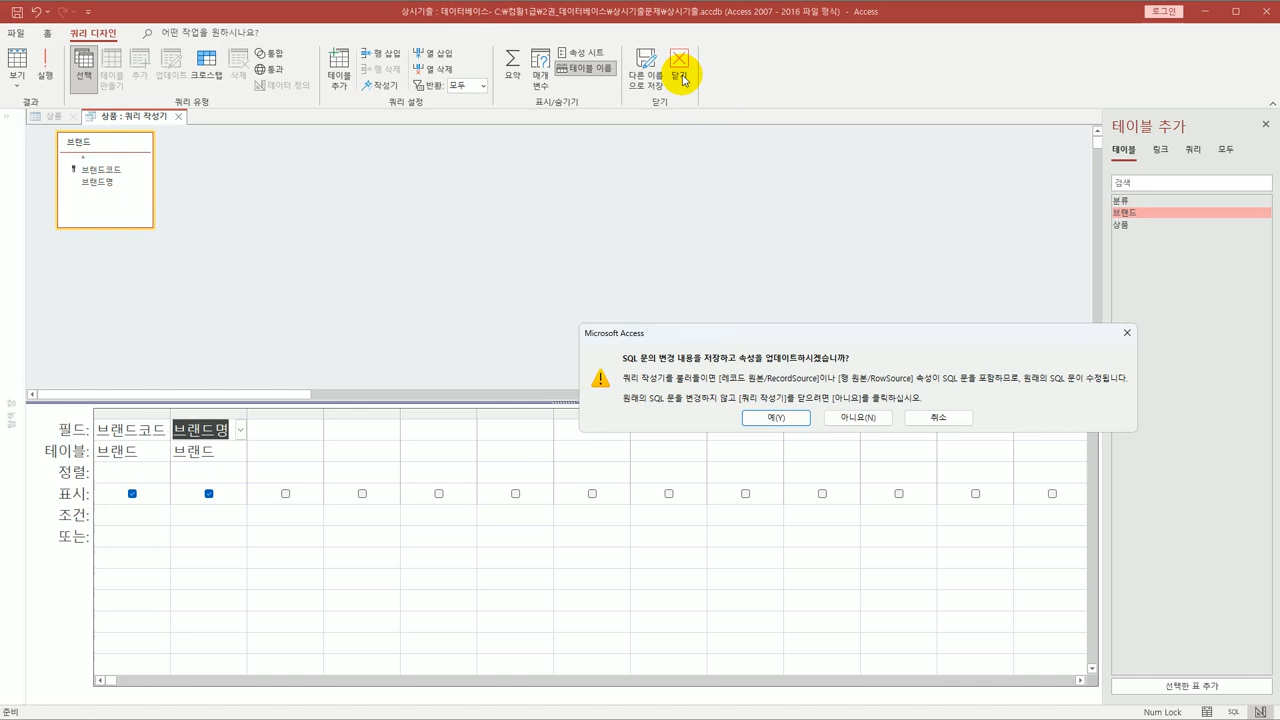 상시기출 : 데이터베이스- C:₩컴활1급₩2권_데이터베이스₩상시기출문제₩상시기출.accdb (Access 2007 - 2016 파일 형식) - Access
로그인
파일 홈 쿼리 디자인 어떤 작업을 원하시나요?
보기 실행
결과
선택 테이블 만들기 추가 업데이트 크로스탭 삭제
통합
통과
데이터 정의
쿼리 유형
테이블 추가
행 삽입
행 삭제
작성기
열 삽입
열 삭제
반환: 모두
쿼리 설정
요약 매개 변수
속성 시트
테이블 이름
표시/숨기기
다른 이름으로 저장 닫기
닫기
상품
상품 : 쿼리 작성기
브랜드
*
브랜드코드
브랜드명
테이블 추가
테이블 링크 쿼리 모두
검색
분류
브랜드
상품
선택한 표 추가
Microsoft Access
SQL 문의 변경 내용을 저장하고 속성을 업데이트하시겠습니까?
쿼리 작성기를 불러들이면 [레코드 원본/RecordSource]이나 [행 원본/RowSource] 속성이 SQL 문을 포함하므로, 원래의 SQL 문이 수정됩니다.
원래의 SQL 문을 변경하지 않고 [쿼리 작성기]를 닫으려면 [아니요]를 클릭하십시오.
예(Y) 아니요(N) 취소
필드: 브랜드코드 브랜드명
테이블: 브랜드 브랜드
정렬:
표시:
조건:
또는:
탐색 창
준비
Num Lock
SQL